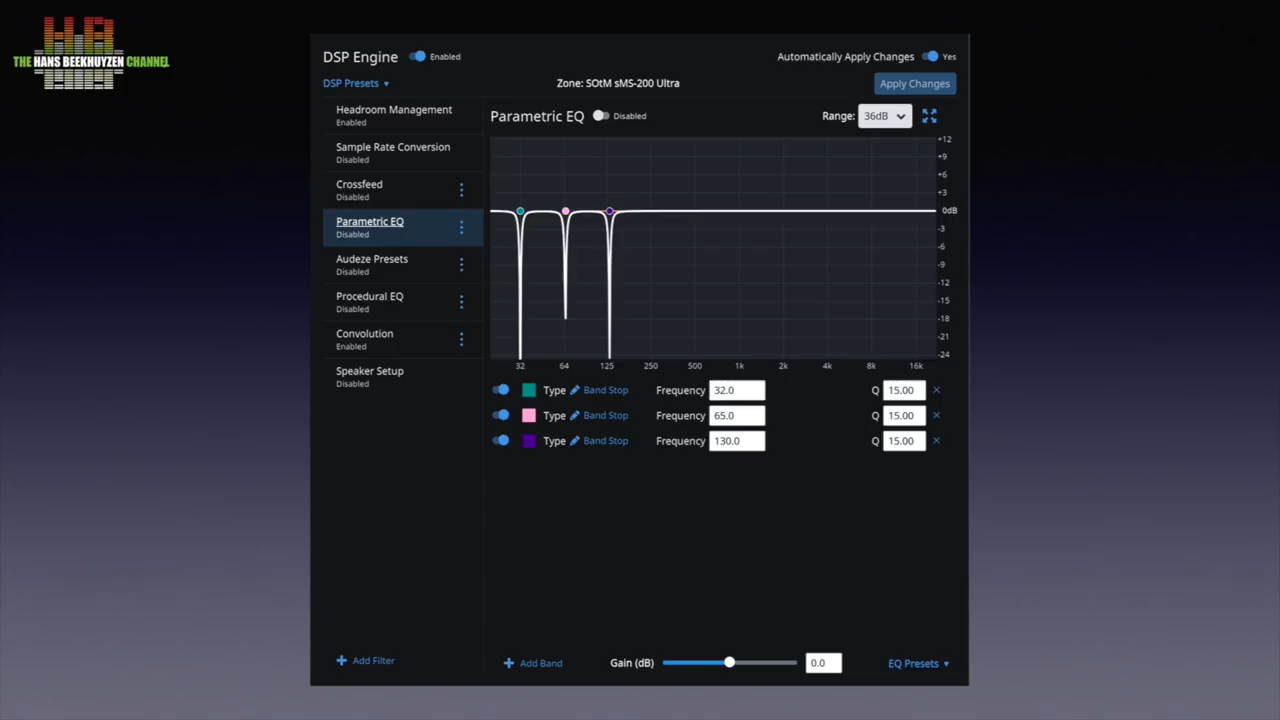 THE HANS BEEKHUYZEN CHANNEL
DSP Engine Enabled
Automatically Apply Changes Yes
DSP Presets
Zone: SOtM sMS-200 Ultra
Apply Changes
Headroom Management
Enabled
Sample Rate Conversion
Disabled
Crossfeed
Disabled
Parametric EQ
Disabled
Audeze Presets
Disabled
Procedural EQ
Disabled
Convolution
Enabled
Speaker Setup
Disabled
Add Filter
Parametric EQ Disabled
Range: 36dB
+12
+9
+6
+3
0dB
-3
-6
-9
-12
-15
-18
-21
-24
32 64 125 250 500 1k 2k 4k 8k 16k
Type Band Stop Frequency 32.0 Q 15.00
Type Band Stop Frequency 65.0 Q 15.00
Type Band Stop Frequency 130.0 Q 15.00
Add Band Gain (dB) 0.0 EQ Presets